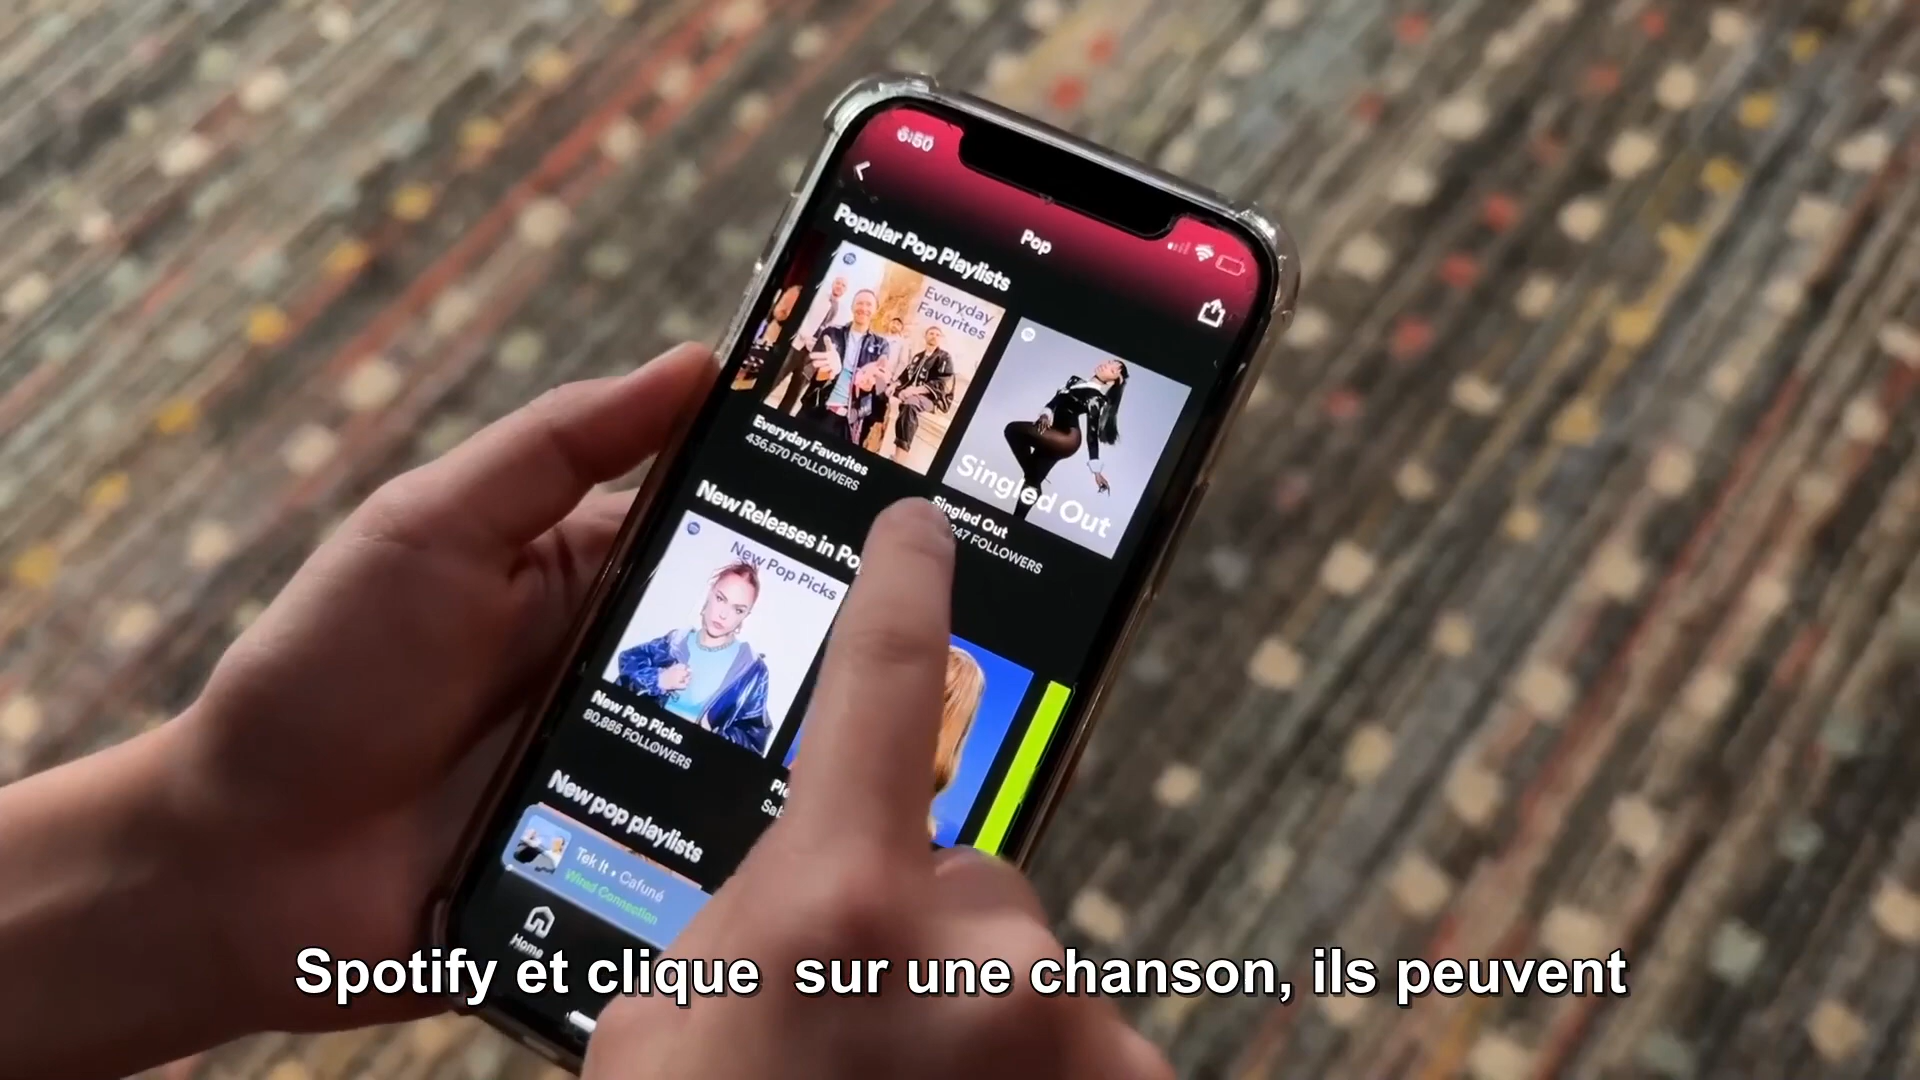 6:50
Pop
Popular Pop Playlists
Everyday
Favorites
Singled Out
Everyday Favorites
436,570 FOLLOWERS
Singled Out
247 FOLLOWERS
New Releases in
New Pop Picks
New Pop Picks
80,885 FOLLOWERS
New pop playlists
Tek It • Cafuné
Wired Connection
Home
Spotify et clique sur une chanson, ils peuvent